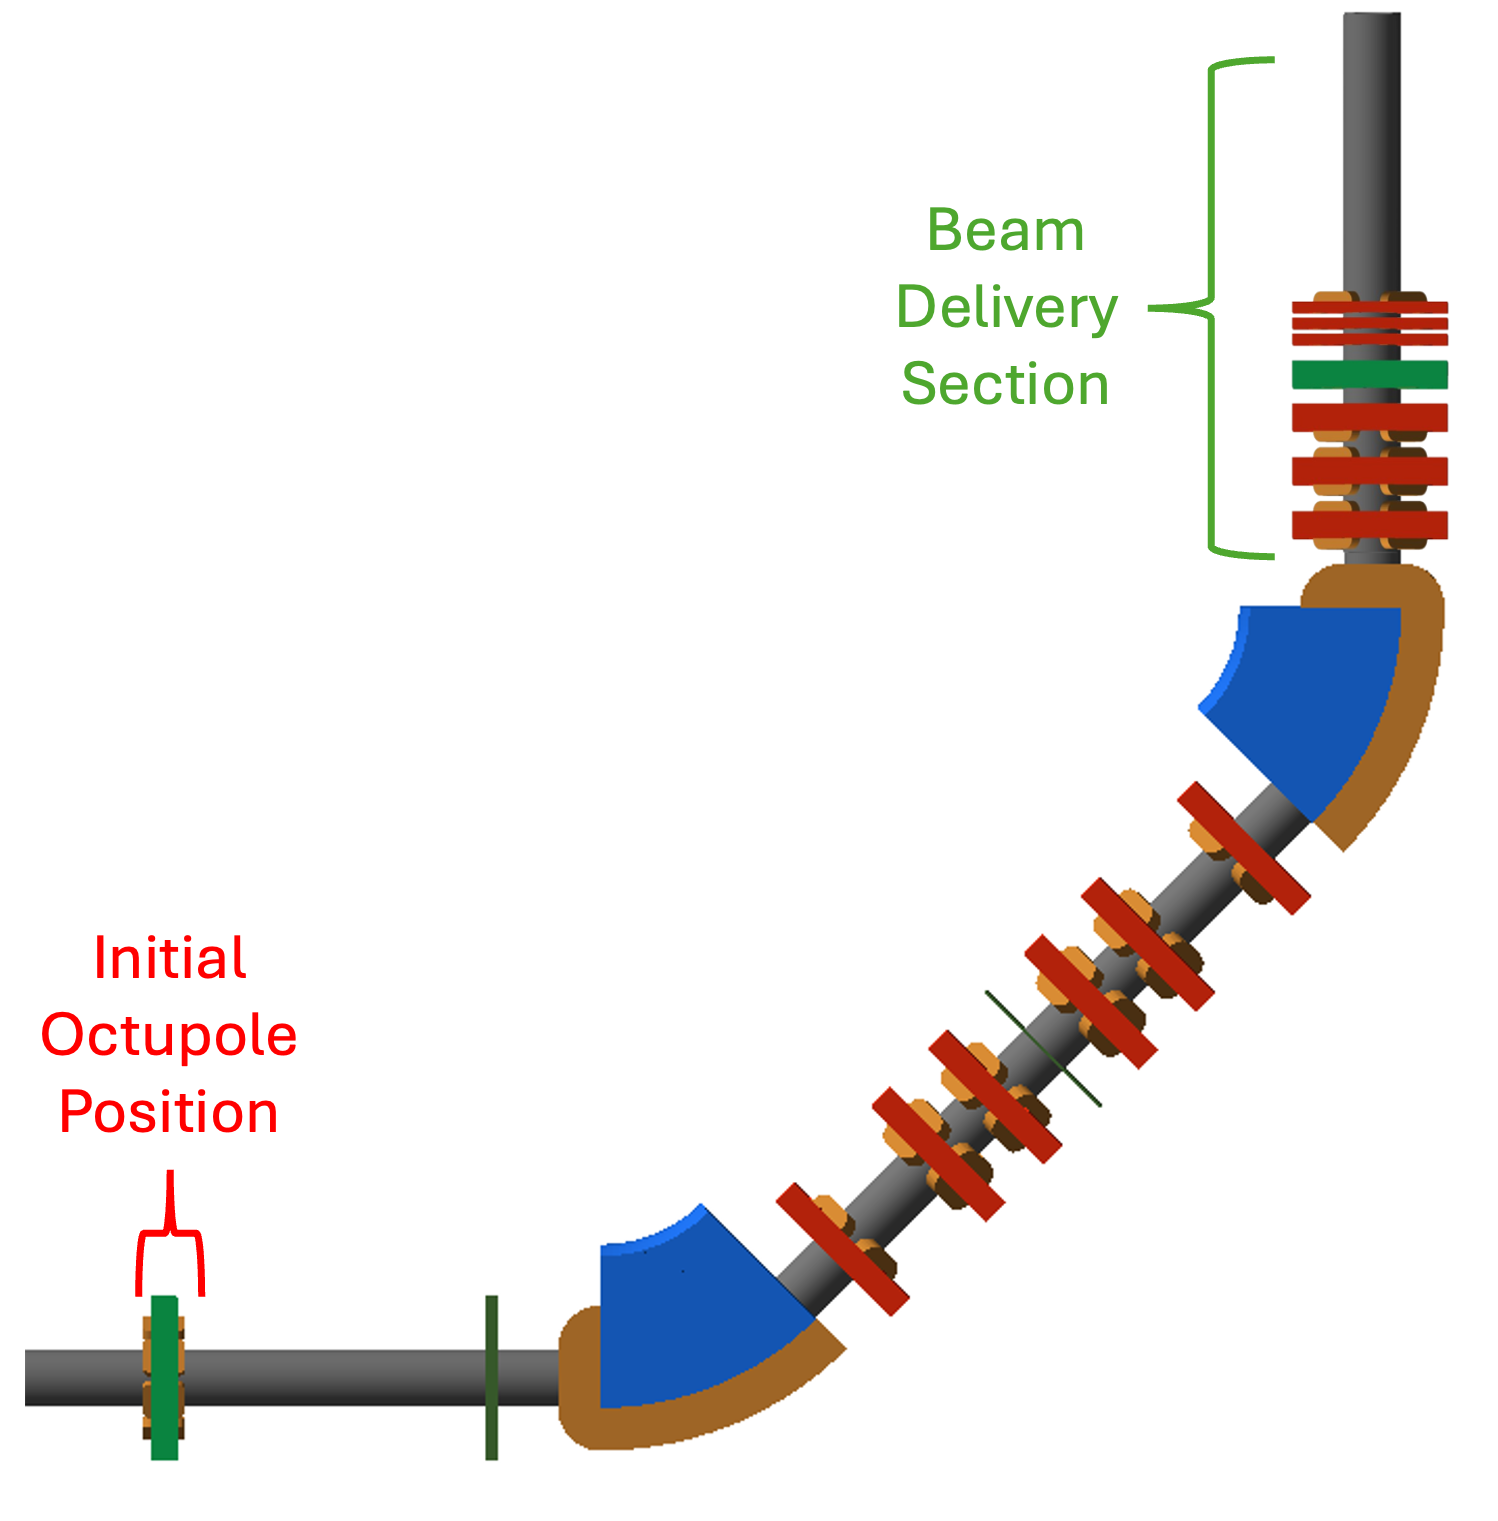 Beam
Delivery
Section
Initial
Octupole
Position